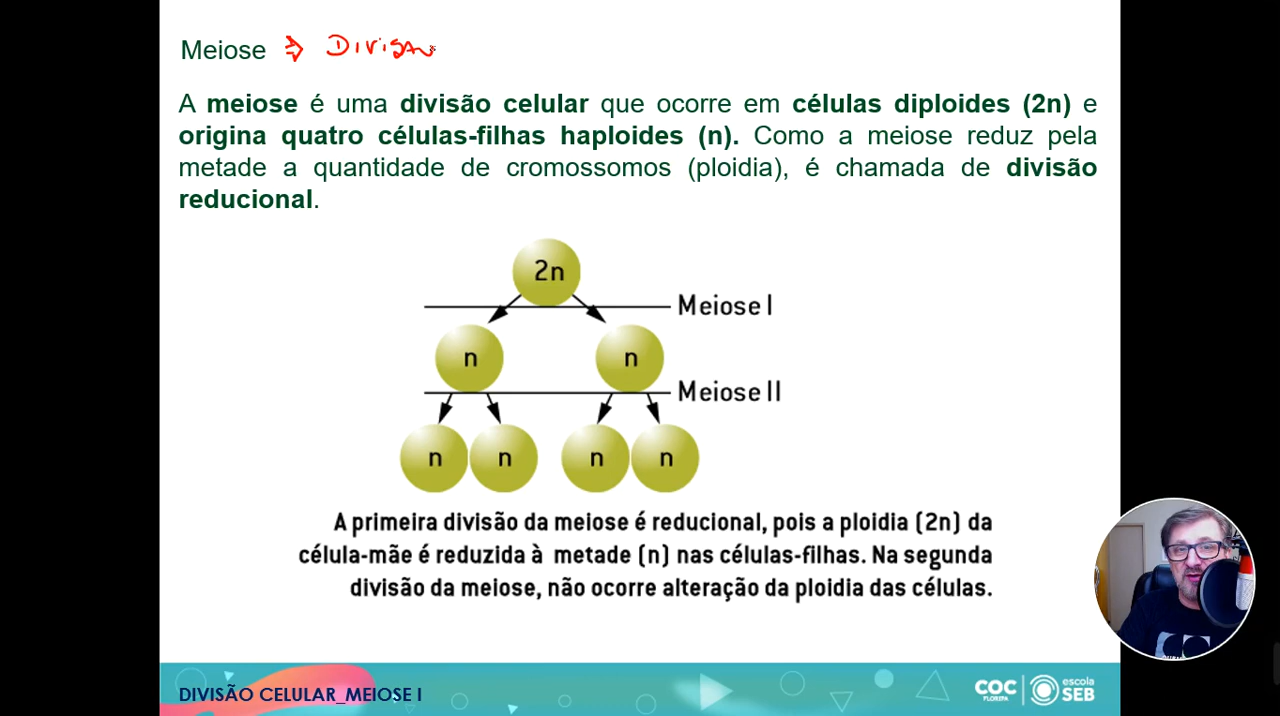 Meiose ⇒ Divisão
A meiose é uma divisão celular que ocorre em células diploides (2n) e
origina quatro células-filhas haploides (n). Como a meiose reduz pela
metade a quantidade de cromossomos (ploidia), é chamada de divisão
reducional.
2n
Meiose I
n n
Meiose II
n n n n
A primeira divisão da meiose é reducional, pois a ploidia (2n) da
célula-mãe é reduzida à metade (n) nas células-filhas. Na segunda
divisão da meiose, não ocorre alteração da ploidia das células.
DIVISÃO CELULAR_MEIOSE I
COC
FLORIPA
escola
SEB